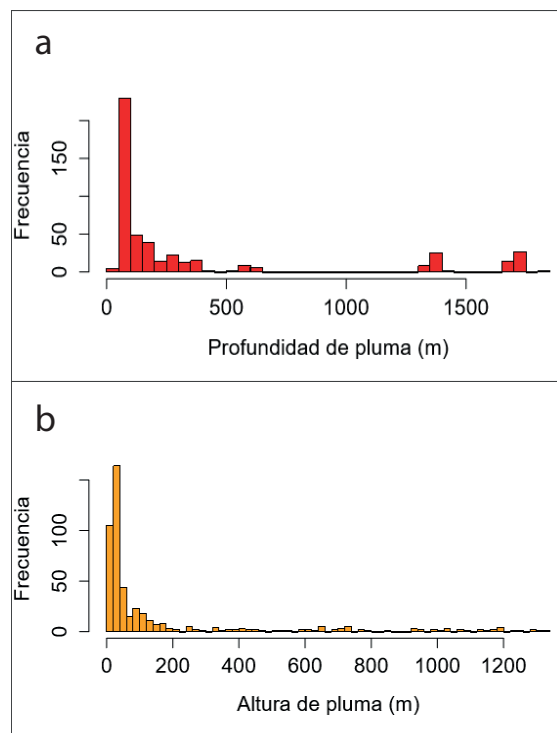 a
Frecuencia
150
50
0
0 500 1000 1500
Profundidad de pluma (m)
b
Frecuencia
100
50
0
0 200 400 600 800 1000 1200
Altura de pluma (m)